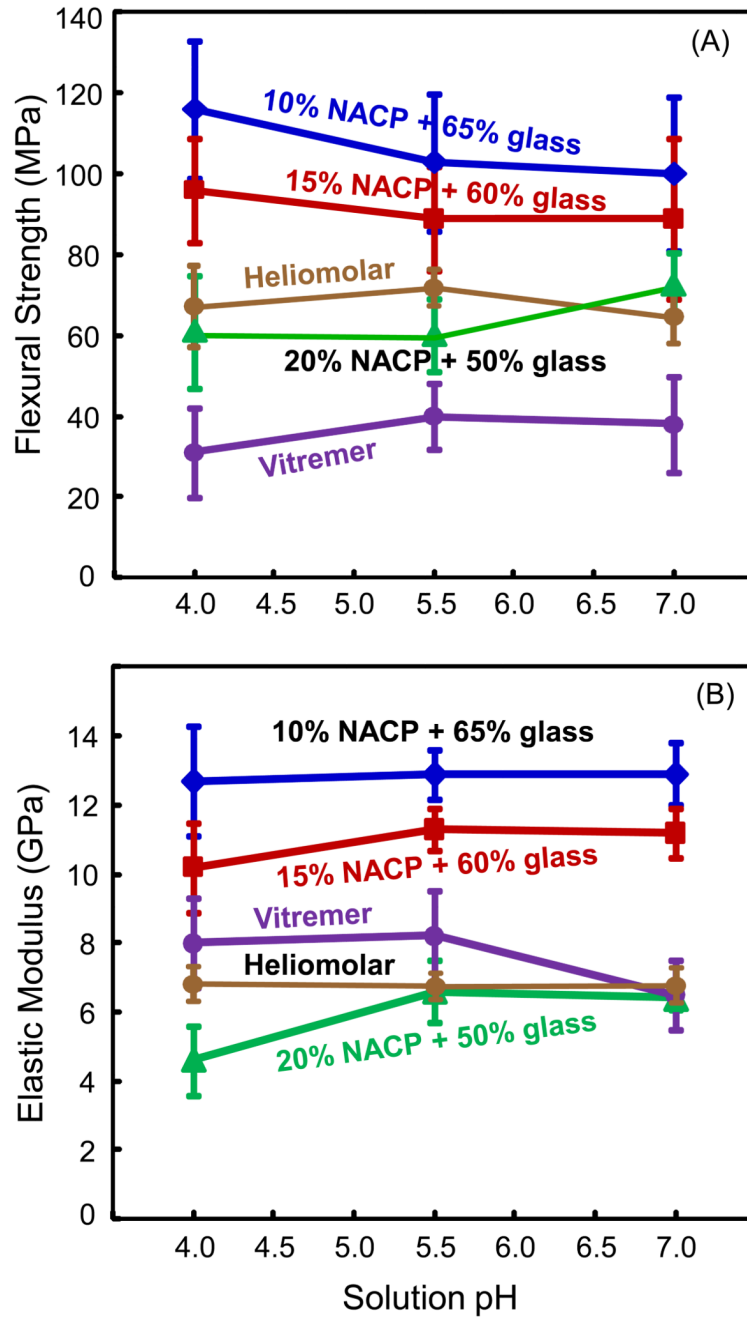 (A)
Flexural Strength (MPa)
140
120
100
80
60
40
20
0
10% NACP + 65% glass
15% NACP + 60% glass
Heliomolar
20% NACP + 50% glass
Vitremer
4.0 4.5 5.0 5.5 6.0 6.5 7.0
(B)
Elastic Modulus (GPa)
14
12
10
8
6
4
2
0
10% NACP + 65% glass
15% NACP + 60% glass
Vitremer
Heliomolar
20% NACP + 50% glass
4.0 4.5 5.0 5.5 6.0 6.5 7.0
Solution pH